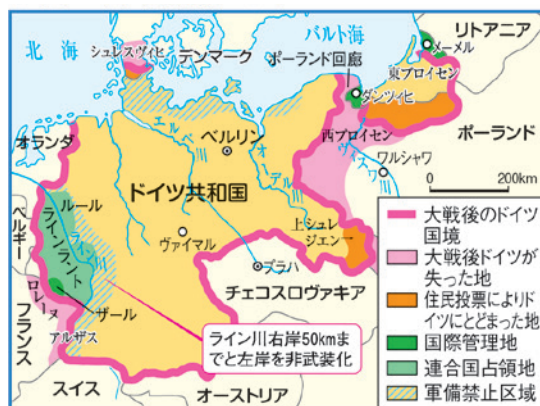 北海
バルト海
リトアニア
シュレスヴィヒ
デンマーク
ポーランド回廊
メーメル
東プロイセン
ダンツィヒ
オランダ
エルベ川
ベルリン
オーデル川
西プロイセン
ヴィスワ川
ワルシャワ
ポーランド
0
200km
ドイツ共和国
ベルギー
ルール
ラインラント
ライン川
ヴァイマル
上シュレ
ジエン
プラハ
チェコスロヴァキア
フランス
ロレーヌ
ザール
アルザス
ライン川右岸50kmま
でと左岸を非武装化
スイス
オーストリア
大戦後のドイツ
国境
大戦後ドイツが
失った地
住民投票によりド
イツにとどまった地
国際管理地
連合国占領地
軍備禁止区域